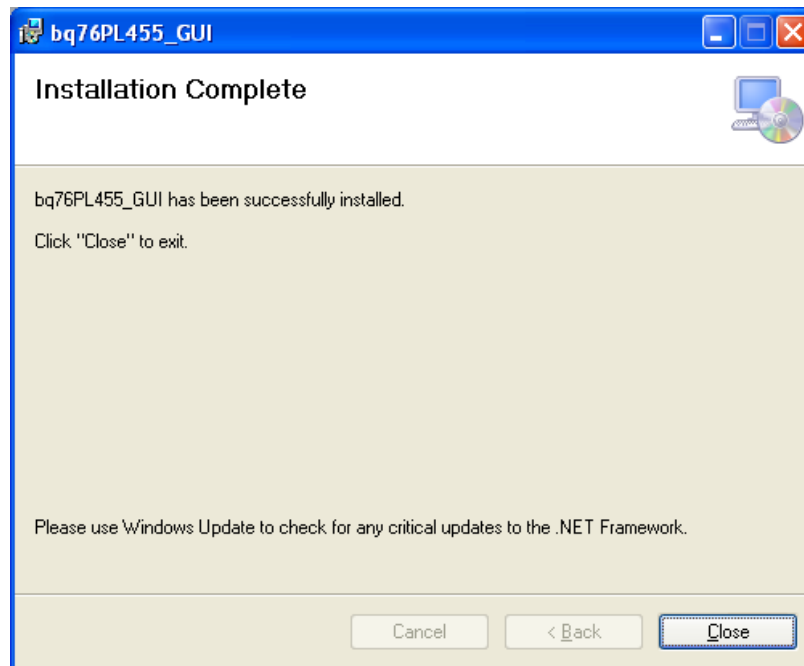 bq76PL455_GUI
Installation Complete
bq76PL455_GUI has been successfully installed.
Click "Close" to exit.
Please use Windows Update to check for any critical updates to the .NET Framework.
Cancel
< Back
Close